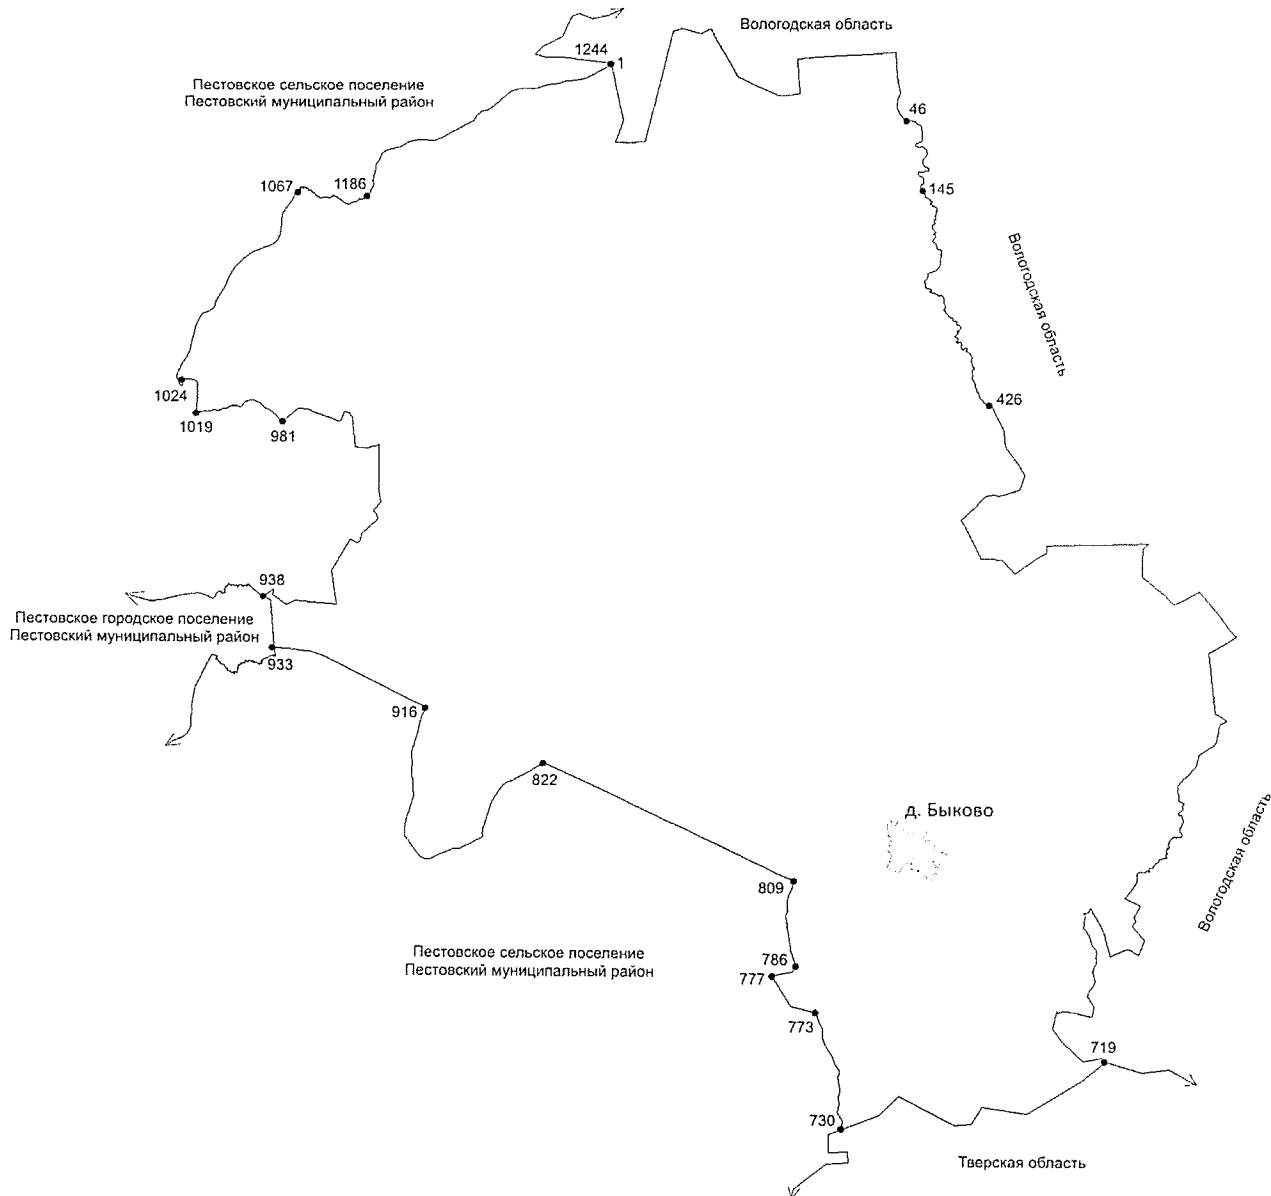 Вологодская область
1244
1
Пестовское сельское поселение
Пестовский муниципальный район
46
1067
1186
145
Вологодская область
1024
1019
981
426
938
Пестовское городское поселение
Пестовский муниципальный район
933
916
822
д. Быково
Вологодская область
809
Пестовское сельское поселение
Пестовский муниципальный район
786
777
773
719
730
Тверская область